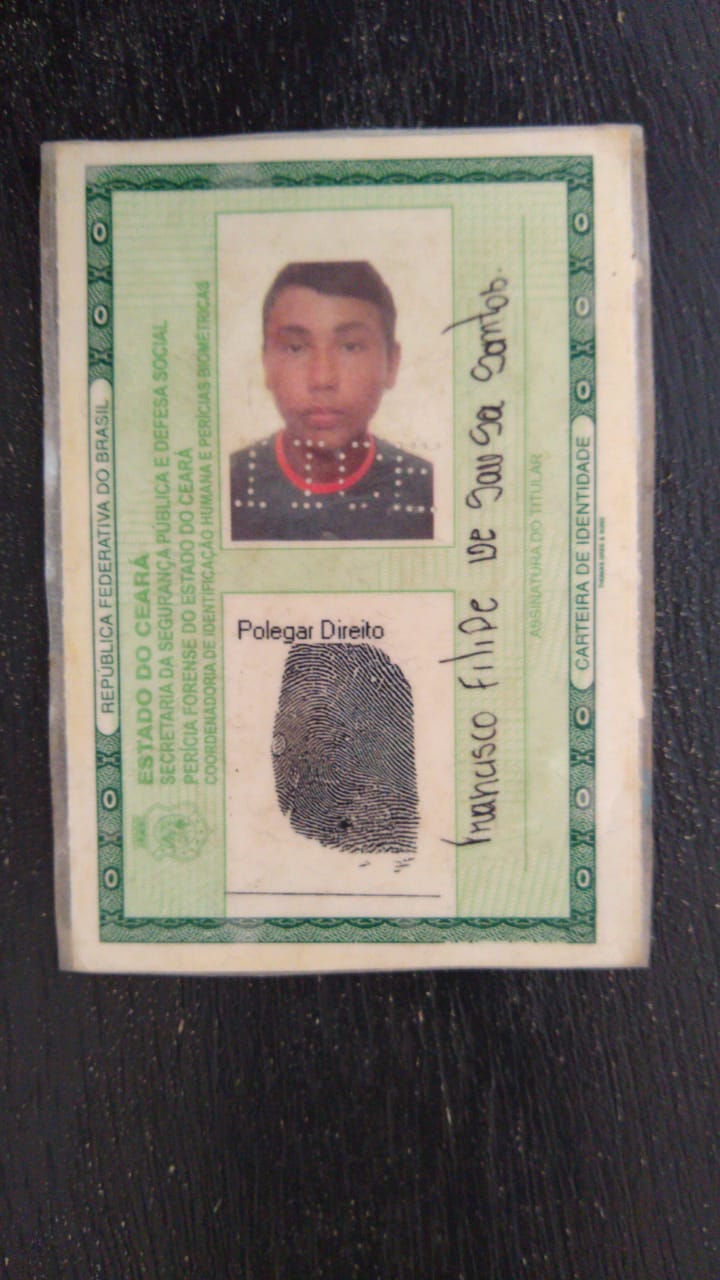 REPÚBLICA FEDERATIVA DO BRASIL
ESTADO DO CEARÁ
SECRETARIA DA SEGURANÇA PÚBLICA E DEFESA SOCIAL
PERÍCIA FORENSE DO ESTADO DO CEARÁ
COORDENADORIA DE IDENTIFICAÇÃO HUMANA E PERÍCIAS BIOMÉTRICAS
Polegar Direito
Francisco Filipe De Sousa Santos.
ASSINATURA DO TITULAR
CARTEIRA DE IDENTIDADE